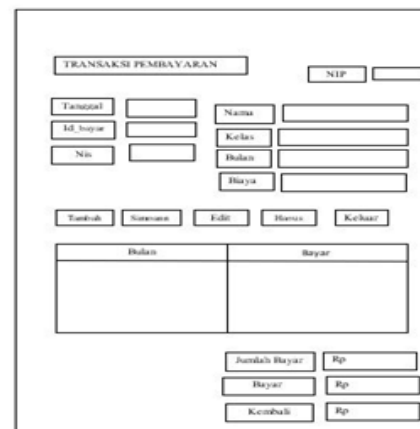 TRANSAKSI PEMBAYARAN
NIP
Tanggal
Nama
Id_bayar
Kelas
Nis
Bulan
Biaya
Tambah Simpan Edit Hapus Keluar
Bulan Bayar
Jumlah Bayar Rp
Bayar Rp
Kembali Rp